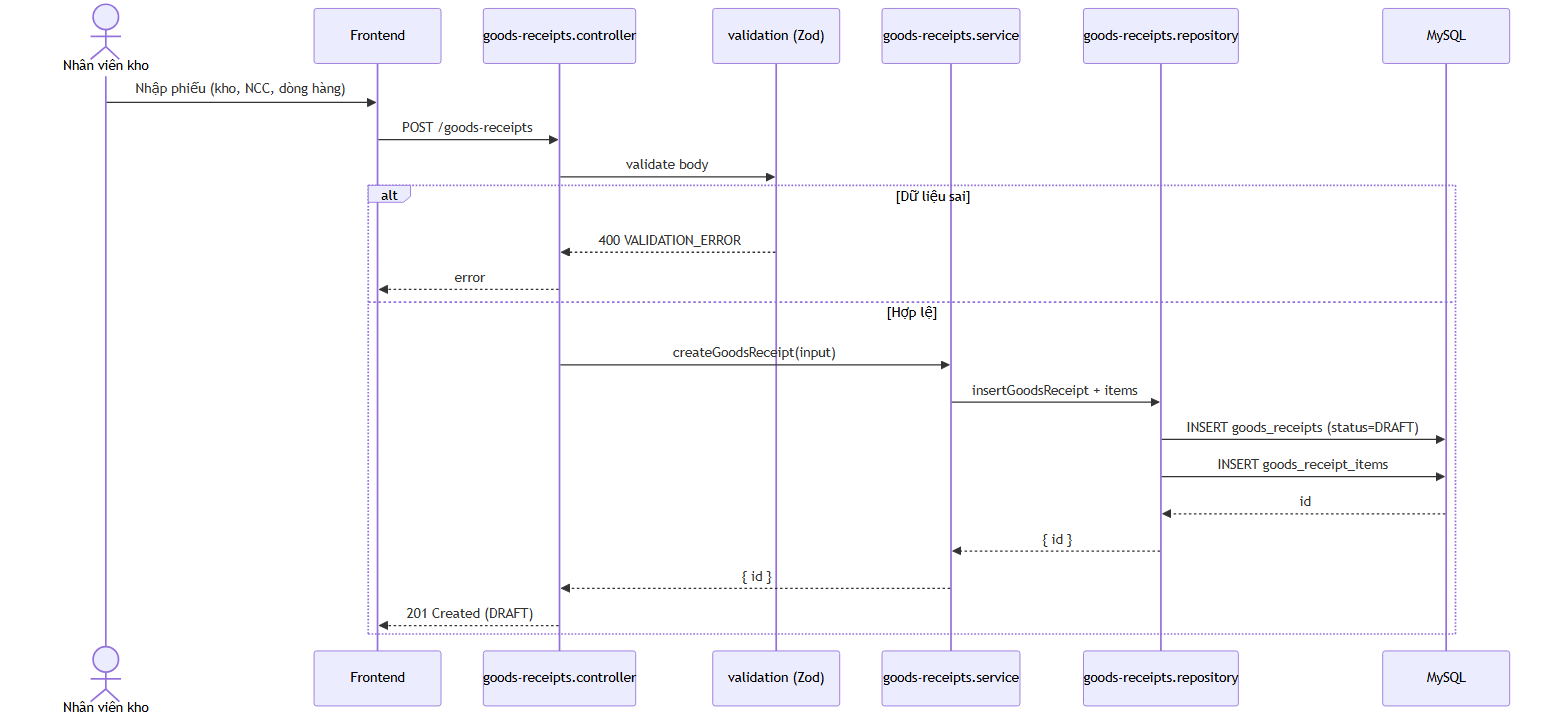 Nhân viên kho
Frontend
goods-receipts.controller
validation (Zod)
goods-receipts.service
goods-receipts.repository
MySQL
Nhập phiếu (kho, NCC, dòng hàng)
POST /goods-receipts
validate body
alt
[Dữ liệu sai]
400 VALIDATION_ERROR
error
[Hợp lệ]
createGoodsReceipt(input)
insertGoodsReceipt + items
INSERT goods_receipts (status=DRAFT)
INSERT goods_receipt_items
id
{ id }
{ id }
201 Created (DRAFT)
Nhân viên kho
Frontend
goods-receipts.controller
validation (Zod)
goods-receipts.service
goods-receipts.repository
MySQL